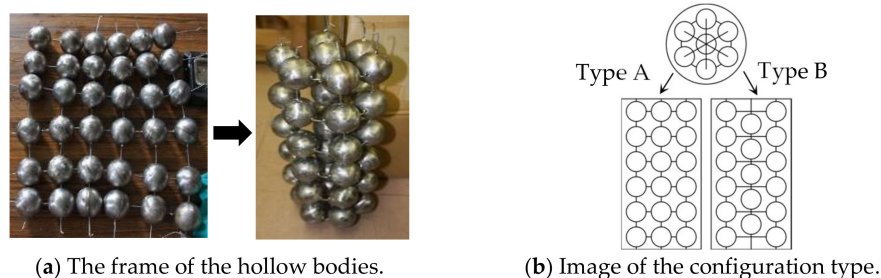 Type A
Type B
(a) The frame of the hollow bodies.
(b) Image of the configuration type.